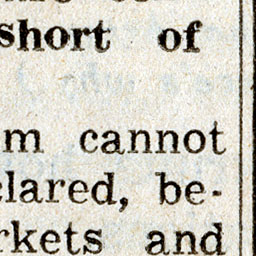 short of
m cannot
clared, be-
rkets and